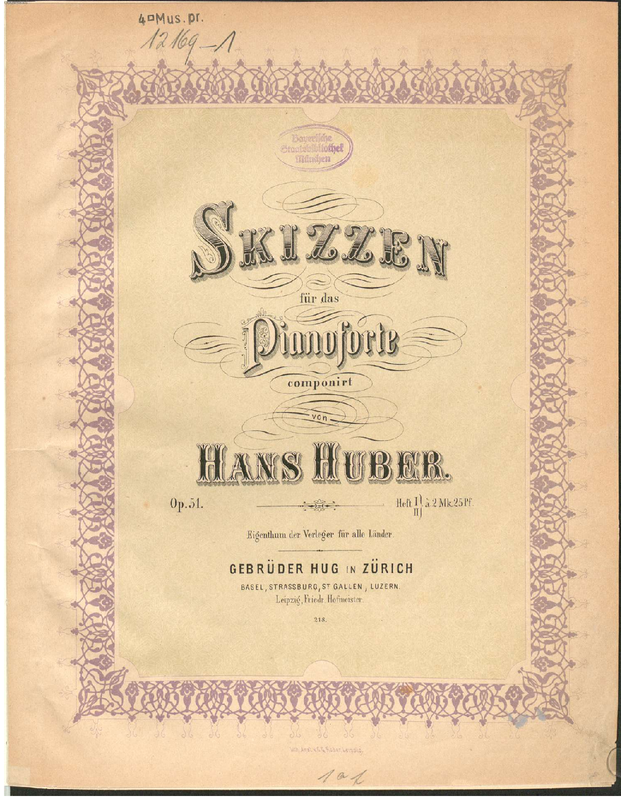 4□Mus. pr.
12169-1
Bayerische
Staatsbibliothek
München
SKIZZEN
für das
Pianoforte
componirt
von
HANS HUBER.
Op. 51. Heft I) II) à. 2 Mk. 25 Pf.
Eigenthum der Verleger für alle Länder.
GEBRÜDER HUG IN ZÜRICH
BASEL, STRASSBURG, ST GALLEN, LUZERN.
Leipzig, Friedr. Hofmeister.
218.